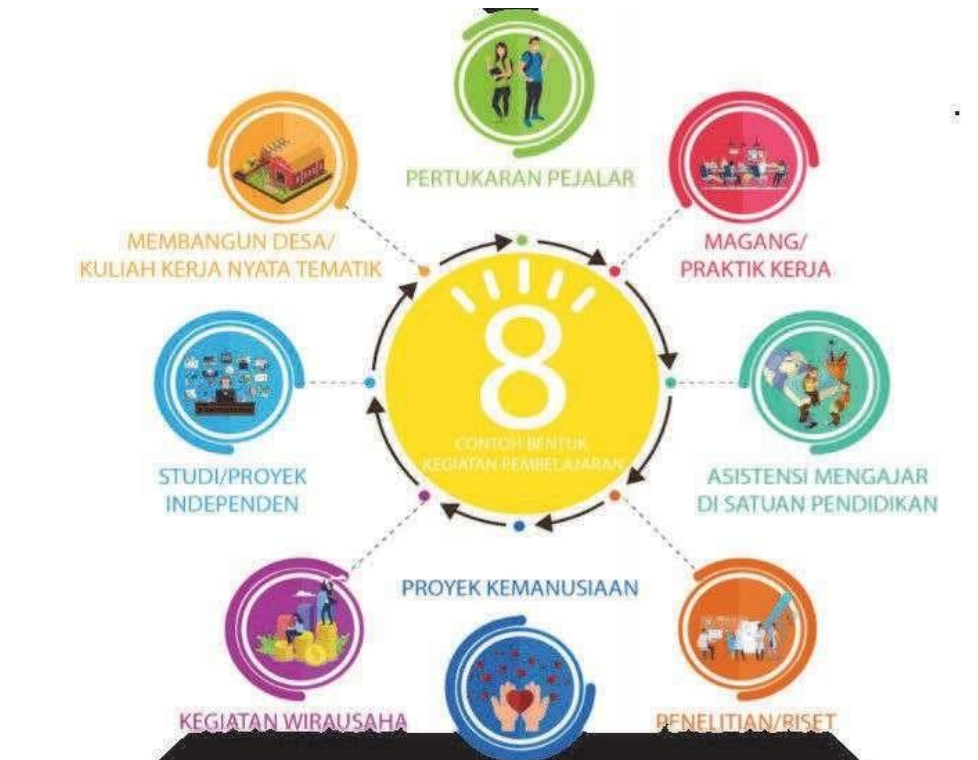 PERTUKARAN PEJALAR
MEMBANGUN DESA/
KULIAH KERJA NYATA TEMATIK
MAGANG/
PRAKTIK KERJA
8
CONTOH BENTUK
KEGIATAN PEMBELAJARAN
STUDI/PROYEK
INDEPENDEN
ASISTENSI MENGAJAR
DI SATUAN PENDIDIKAN
PROYEK KEMANUSIAAN
KEGIATAN WIRAUSAHA
PENELITIAN/RISET